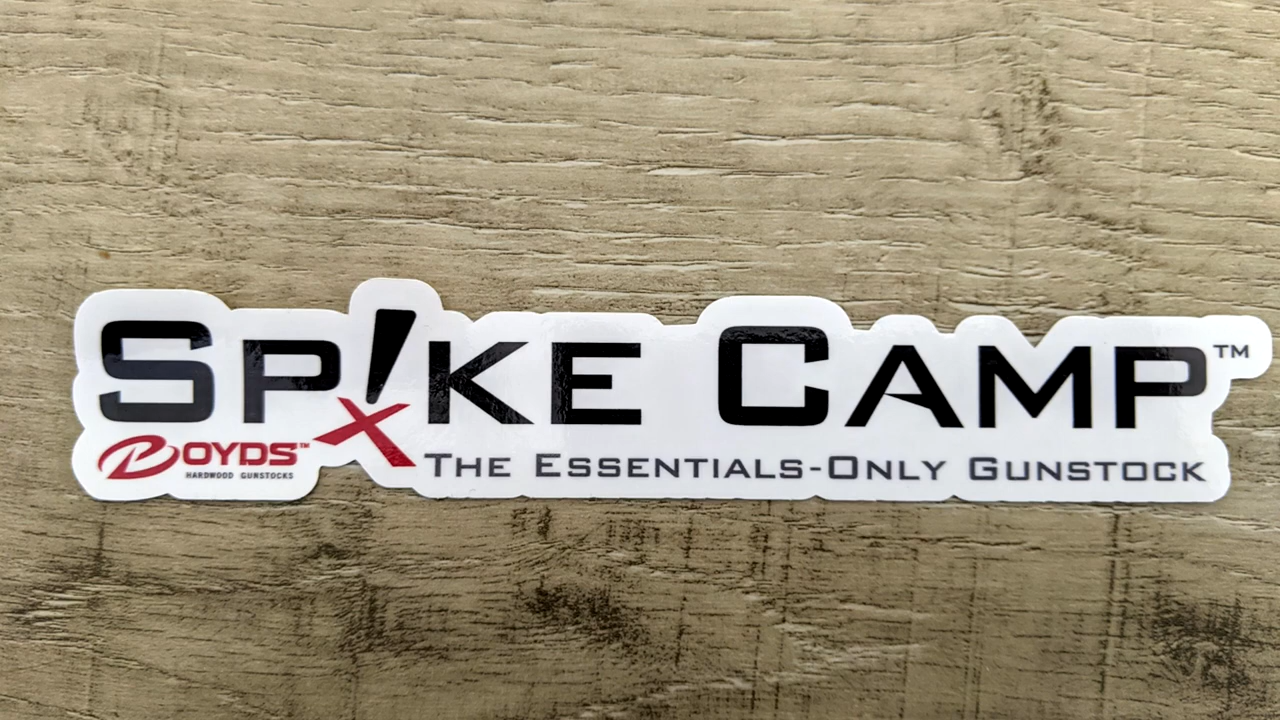 SP!KE CAMP™
BOYDS™
HARDWOOD GUNSTOCKS
X
THE ESSENTIALS-ONLY GUNSTOCK